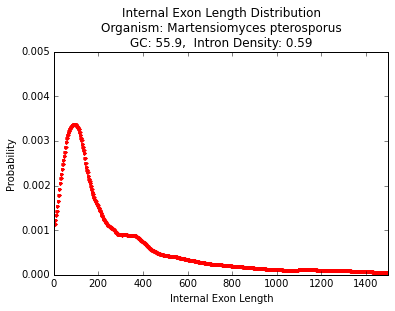 Internal Exon Length Distribution
Organism: Martensiomyces pterosporus
GC: 55.9,  Intron Density: 0.59
0.005
0.004
0.003
0.002
0.001
0.000
Probability
0 200 400 600 800 1000 1200 1400
Internal Exon Length